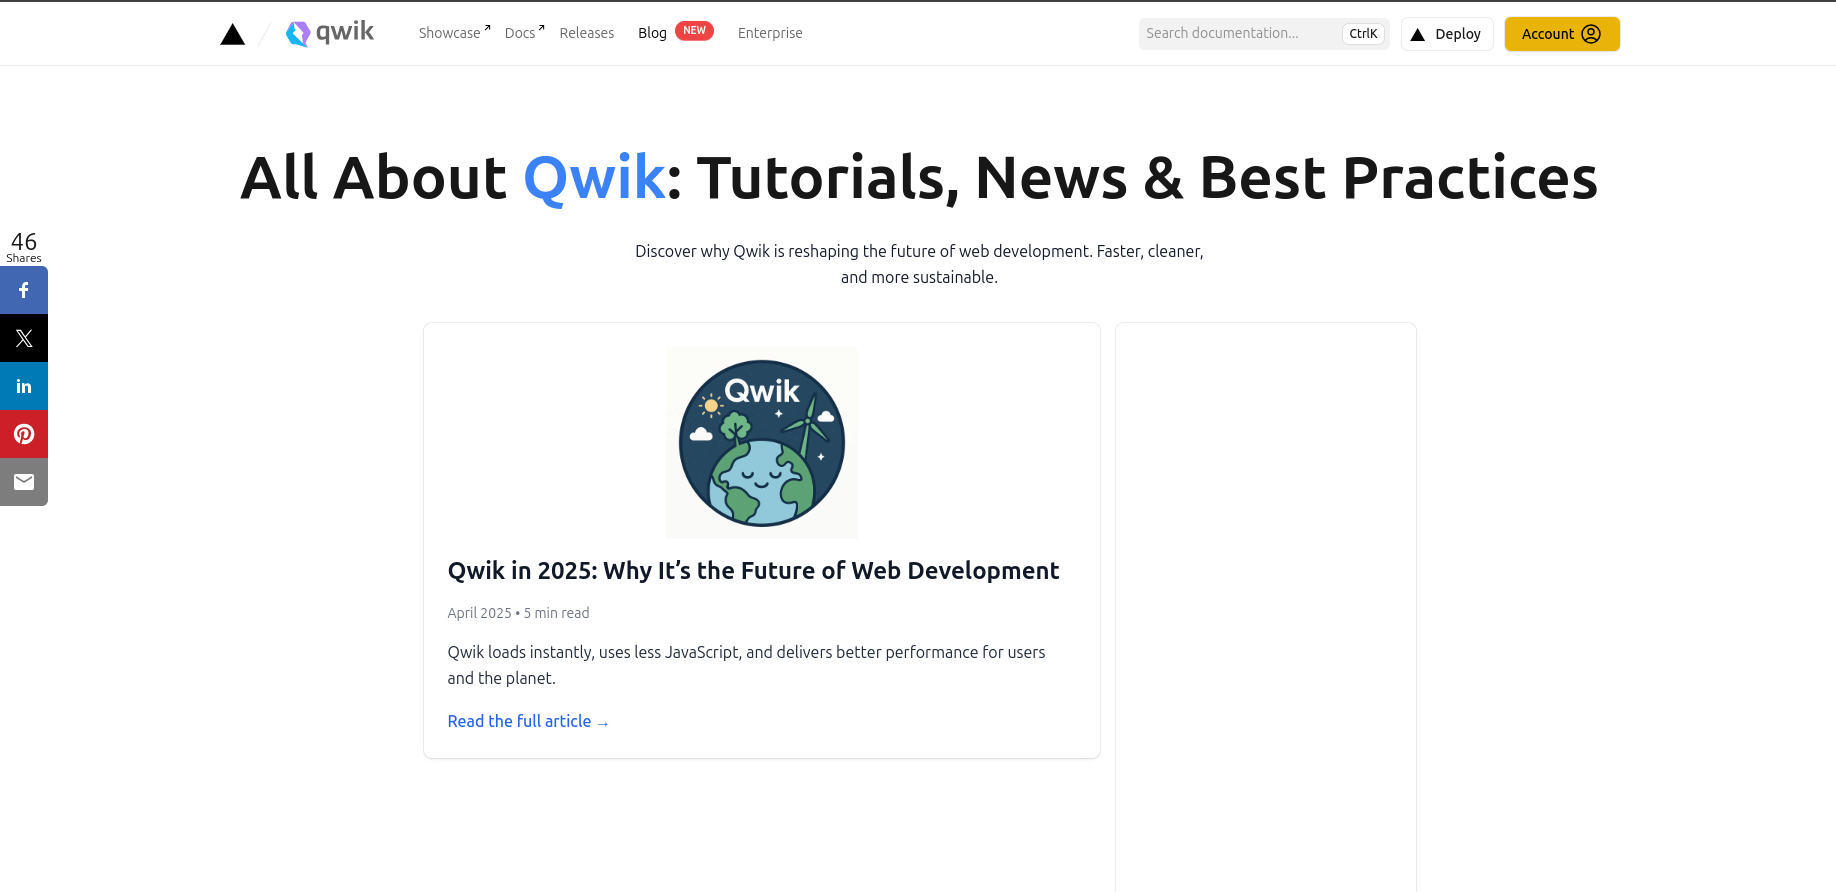 qwik
Showcase
Docs
Releases
Blog
NEW
Enterprise
Search documentation...
CtrlK
Deploy
Account
All About Qwik: Tutorials, News & Best Practices
Discover why Qwik is reshaping the future of web development. Faster, cleaner,
and more sustainable.
46
Shares
Qwik
Qwik in 2025: Why It’s the Future of Web Development
April 2025 • 5 min read
Qwik loads instantly, uses less JavaScript, and delivers better performance for users
and the planet.
Read the full article →